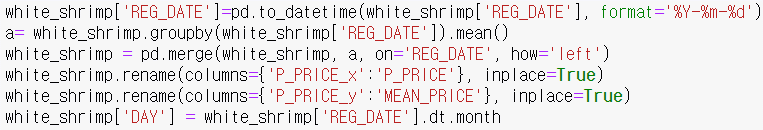 white_shrimp['REG_DATE']=pd.to_datetime(white_shrimp['REG_DATE'], format='%Y-%m-%d')
a= white_shrimp.groupby(white_shrimp['REG_DATE']).mean()
white_shrimp = pd.merge(white_shrimp, a, on='REG_DATE', how='left')
white_shrimp.rename(columns={'P_PRICE_x':'P_PRICE'}, inplace=True)
white_shrimp.rename(columns={'P_PRICE_y':'MEAN_PRICE'}, inplace=True)
white_shrimp['DAY'] = white_shrimp['REG_DATE'].dt.month